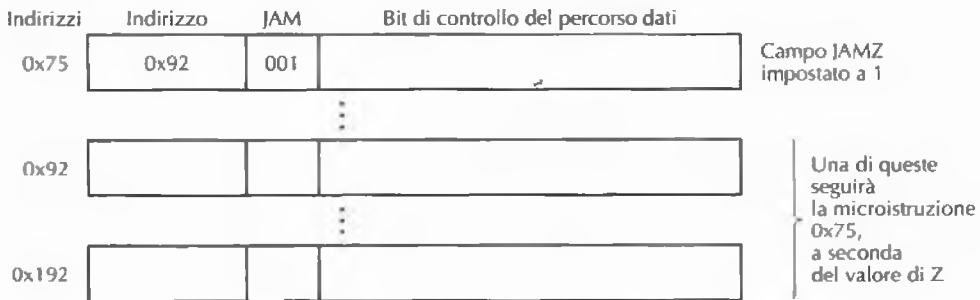 Indirizzi Indirizzo JAM Bit di controllo del percorso dati
0x75 0x92 001
Campo JAMZ
impostato a 1
0x92
0x192
Una di queste
seguirà
la microistruzione
0x75,
a seconda
del valore di Z